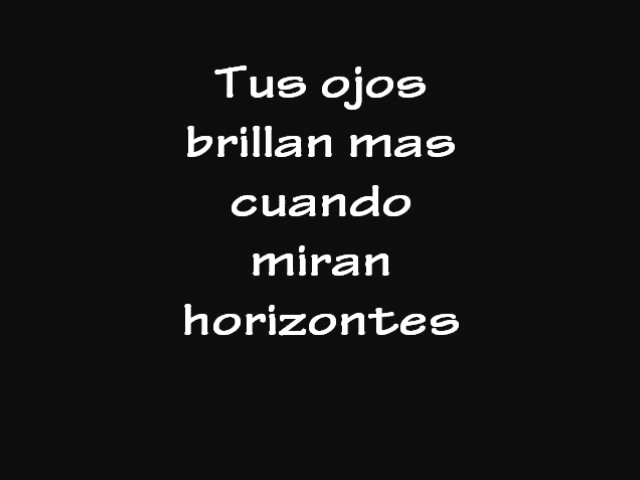 Tus ojos
brillan mas
cuando
miran
horizontes